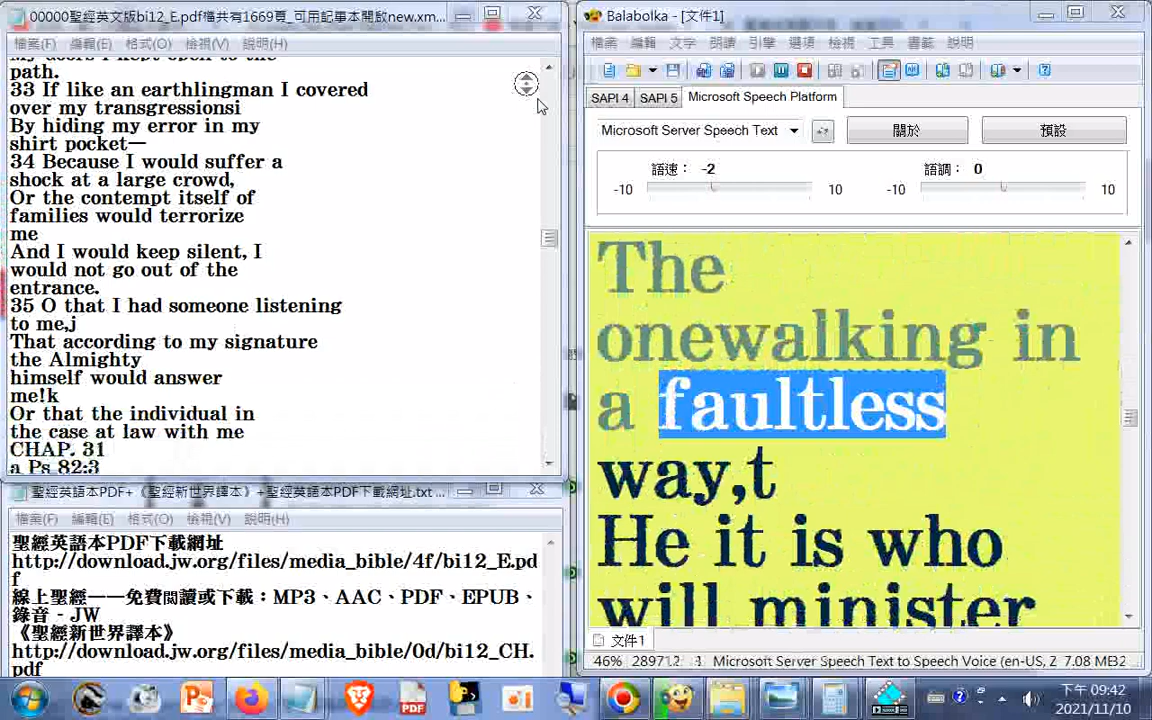 00000聖經英文版bi12_E.pdf檔共有1669頁_可用記事本開啟new.xm...
檔案(F) 編輯(E) 格式(O) 檢視(V) 說明(H)
my doors I kept open to the
path.
33 If like an earthlingman I covered
over my transgressionsi
By hiding my error in my
shirt pocket—
34 Because I would suffer a
shock at a large crowd,
Or the contempt itself of
families would terrorize
me
And I would keep silent, I
would not go out of the
entrance.
35 O that I had someone listening
to me,j
That according to my signature
the Almighty
himself would answer
me!k
Or that the individual in
the case at law with me
CHAP. 31
a Ps 82:3
聖經英語本PDF+《聖經新世界譯本》+聖經英語本PDF下載網址.txt ...
檔案(F) 編輯(E) 格式(O) 檢視(V) 說明(H)
聖經英語本PDF下載網址
http://download.jw.org/files/media_bible/4f/bi12_E.pd
f
線上聖經——免費閱讀或下載：MP3、AAC、PDF、EPUB、
錄音 - JW
《聖經新世界譯本》
http://download.jw.org/files/media_bible/0d/bi12_CH.
pdf
Balabolka - [文件1]
檔案 編輯 文字 朗讀 引擎 選項 檢視 工具 書籤 說明
SAPI 4 SAPI 5 Microsoft Speech Platform
Microsoft Server Speech Text 關於 預設
語速： -2 語調： 0
-10 10 -10 10
The
onewalking in
a faultless
way,t
He it is who
will minister
文件1
46% Microsoft Server Speech Text to Speech Voice (en-US, Z 7.08 MB
PDF
下午 09:42
2021/11/10